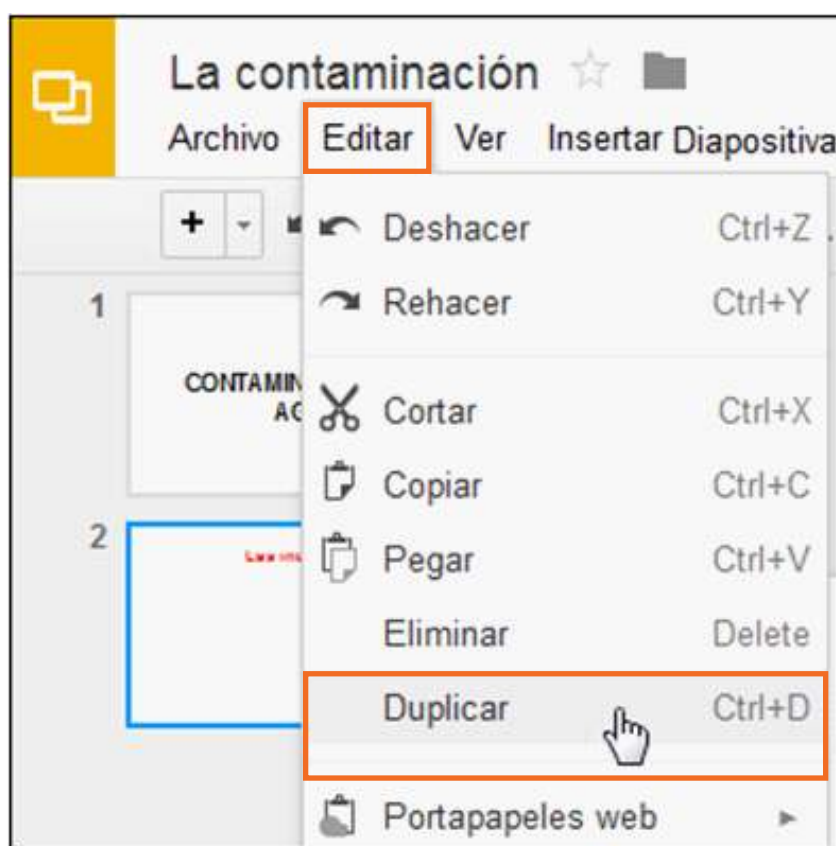 La contaminación
Archivo Editar Ver Insertar Diapositiva
+
Deshacer Ctrl+Z
Rehacer Ctrl+Y
1
Cortar Ctrl+X
Copiar Ctrl+C
2
Pegar Ctrl+V
Eliminar Delete
Duplicar Ctrl+D
Portapapeles web